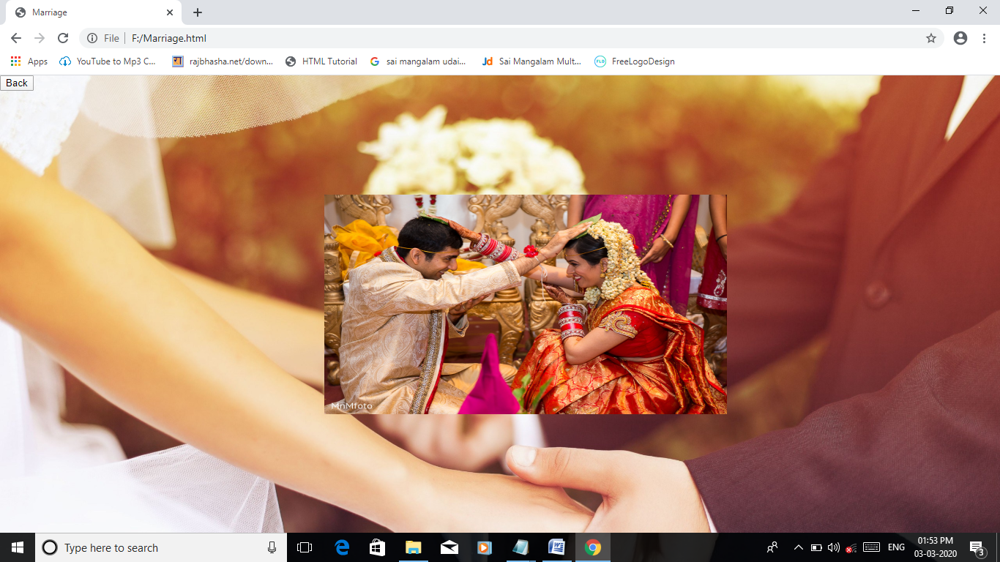 Marriage
File F:/Marriage.html
Apps YouTube to Mp3 C... rajbhasha.net/down... HTML Tutorial sai mangalam udai... Sai Mangalam Mult... FreeLogoDesign
Back
MnMfoto
Type here to search ENG 01:53 PM
03-03-2020 3